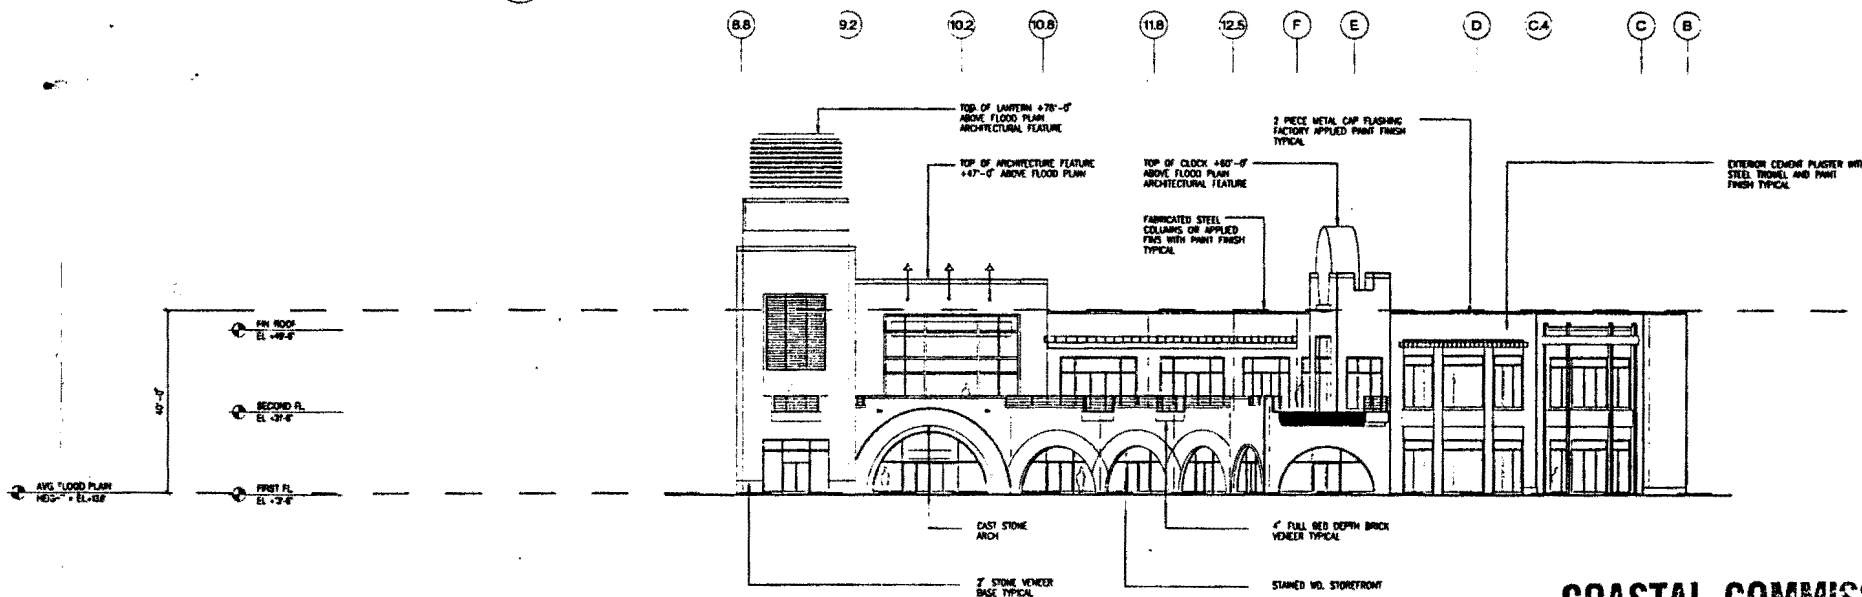 8.8 9.2 10.2 10.8 11.8 12.5 F E D C.4 C B
TOP OF LANTERN +78'-0"
ABOVE FLOOD PLAIN
ARCHITECTURAL FEATURE
2 PIECE METAL CAP FLASHING
FACTORY APPLIED PAINT FINISH
TYPICAL
TOP OF ARCHITECTURE FEATURE
+47'-0" ABOVE FLOOD PLAIN
TOP OF CLOCK +60'-0"
ABOVE FLOOD PLAIN
ARCHITECTURAL FEATURE
EXTERIOR CEMENT PLASTER WIT
STEEL TROWEL AND PAINT
FINISH TYPICAL
FABRICATED STEEL
COLUMNS OR APPLIED
FINS WITH PAINT FINISH
TYPICAL
FIN ROOF
EL
40'-0"
SECOND FL.
EL
AVG FLOOD PLAIN
FIRST FL
EL
CAST STONE
ARCH
4" FULL BED DEPTH BRICK
VENEER TYPICAL
2" STONE VENEER
BASE TYPICAL
STAINED WD. STOREFRONT
COASTAL COMMISS